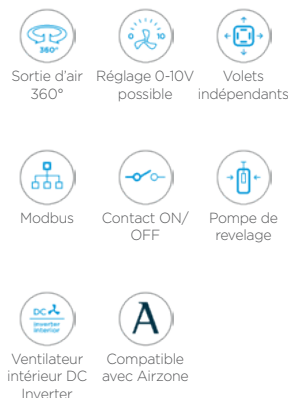 360°
Sortie d'air
360°
0 10
Réglage 0-10V
possible
Volets
indépendants
Modbus
Contact ON/
OFF
Pompe de
revelage
DC
Inverter
Interior
Ventilateur
intérieur DC
Inverter
A
Compatible
avec Airzone